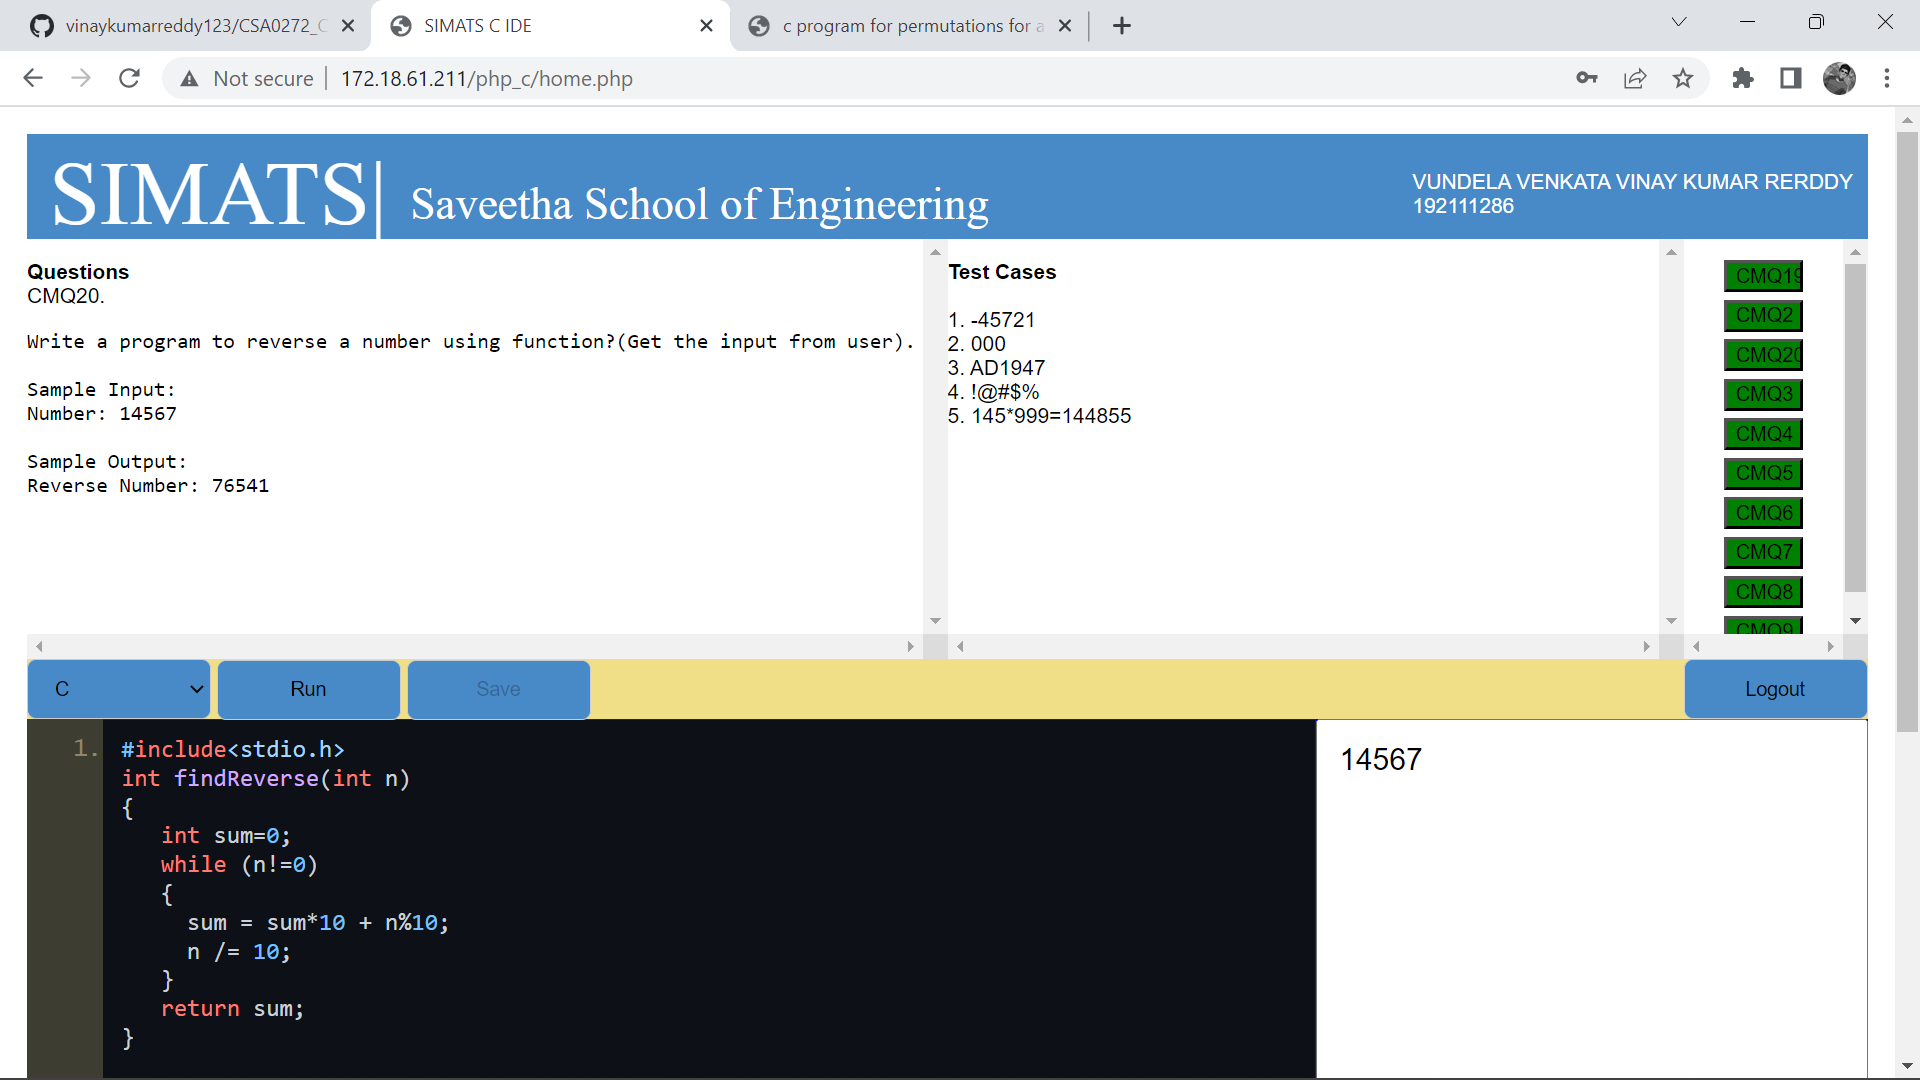 vinaykumarreddy123/CSA0272_C
SIMATS C IDE
c program for permutations for a
Not secure
172.18.61.211/php_c/home.php
SIMATS|
Saveetha School of Engineering
VUNDELA VENKATA VINAY KUMAR RERDDY
192111286
Questions
CMQ20.
Write a program to reverse a number using function?(Get the input from user).
Sample Input:
Number: 14567
Sample Output:
Reverse Number: 76541
Test Cases
1. -45721
2. 000
3. AD1947
4. !@#$%
5. 145*999=144855
CMQ19
CMQ2
CMQ20
CMQ3
CMQ4
CMQ5
CMQ6
CMQ7
CMQ8
CMQ9
C
Run
Save
Logout
1.
#include<stdio.h>
int findReverse(int n)
{
int sum=0;
while (n!=0)
{
sum = sum*10 + n%10;
n /= 10;
}
return sum;
}
14567